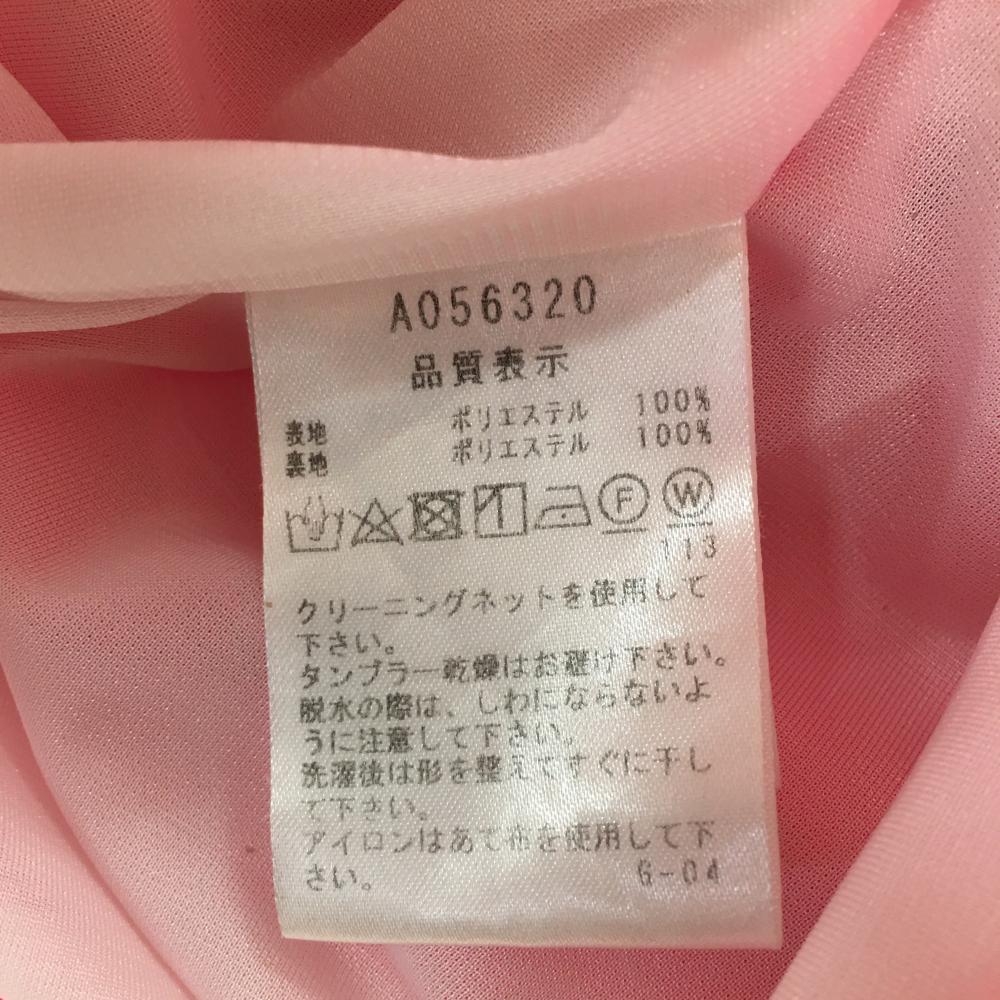 A056320
品質表示
表地 ポリエステル 100%
裏地 ポリエステル 100%
F W
113
クリーニングネットを使用して
下さい。
タンブラー乾燥はお避け下さい。
脱水の際は、しわにならないよ
うに注意して下さい。
洗濯後は形を整えてすぐに干し
て下さい。
アイロンはあて布を使用して下
さい。 G-04